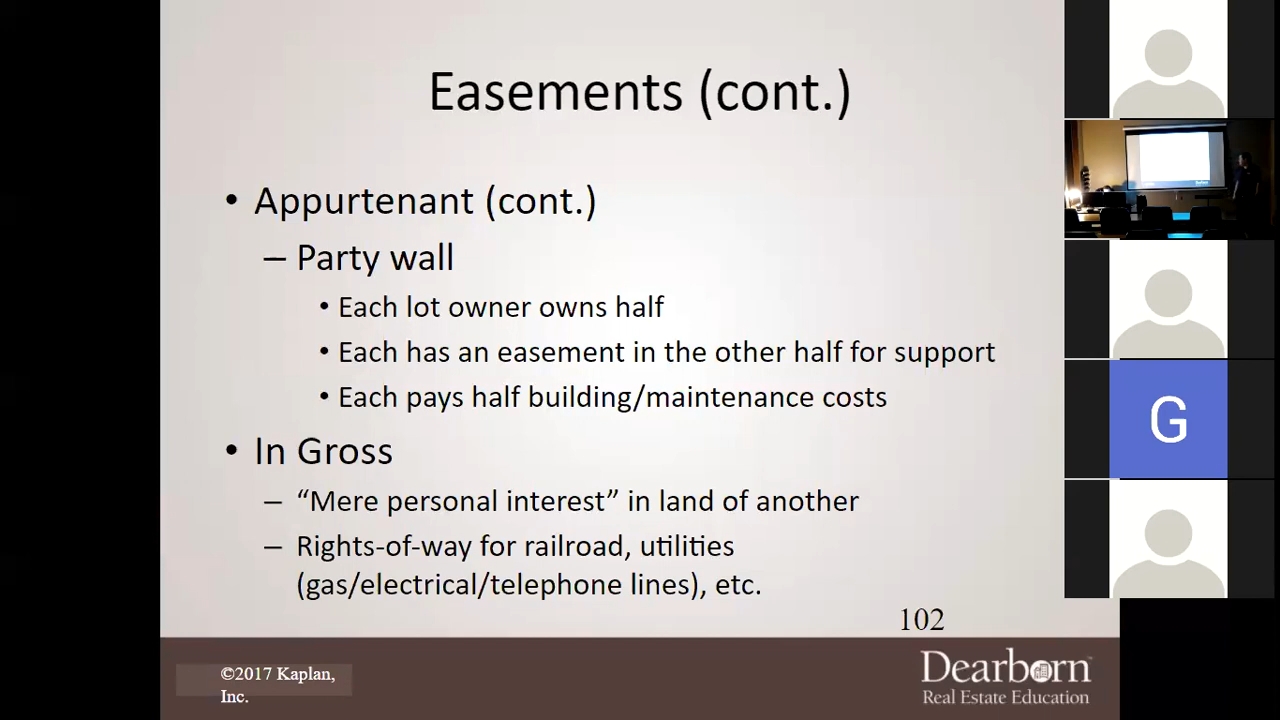 Easements (cont.)
• Appurtenant (cont.)
– Party wall
• Each lot owner owns half
• Each has an easement in the other half for support
• Each pays half building/maintenance costs
• In Gross
– “Mere personal interest” in land of another
– Rights-of-way for railroad, utilities
(gas/electrical/telephone lines), etc.
102
©2017 Kaplan,
Inc.
Dearborn
Real Estate Education
G